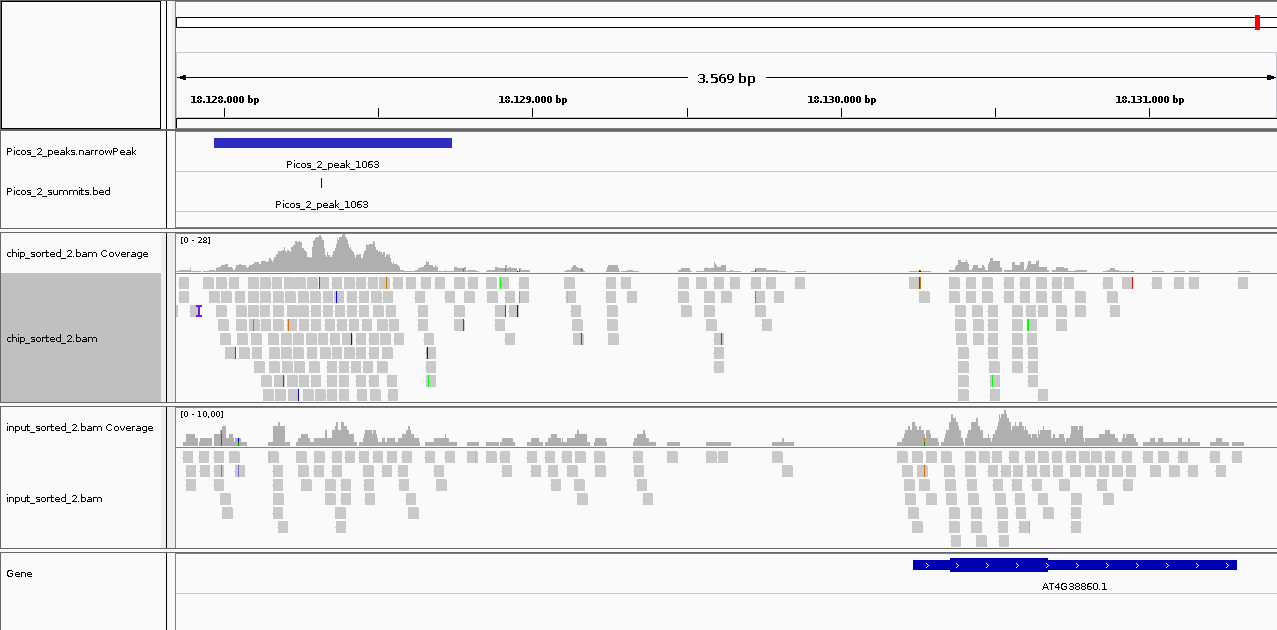 3.569 bp
18.128.000 bp 18.129.000 bp 18.130.000 bp 18.131.000 bp
Picos_2_peaks.narrowPeak
Picos_2_peak_1063
Picos_2_summits.bed
Picos_2_peak_1063
[0 - 28]
chip_sorted_2.bam Coverage
chip_sorted_2.bam
[0 - 10,00]
input_sorted_2.bam Coverage
input_sorted_2.bam
Gene
AT4G38860.1